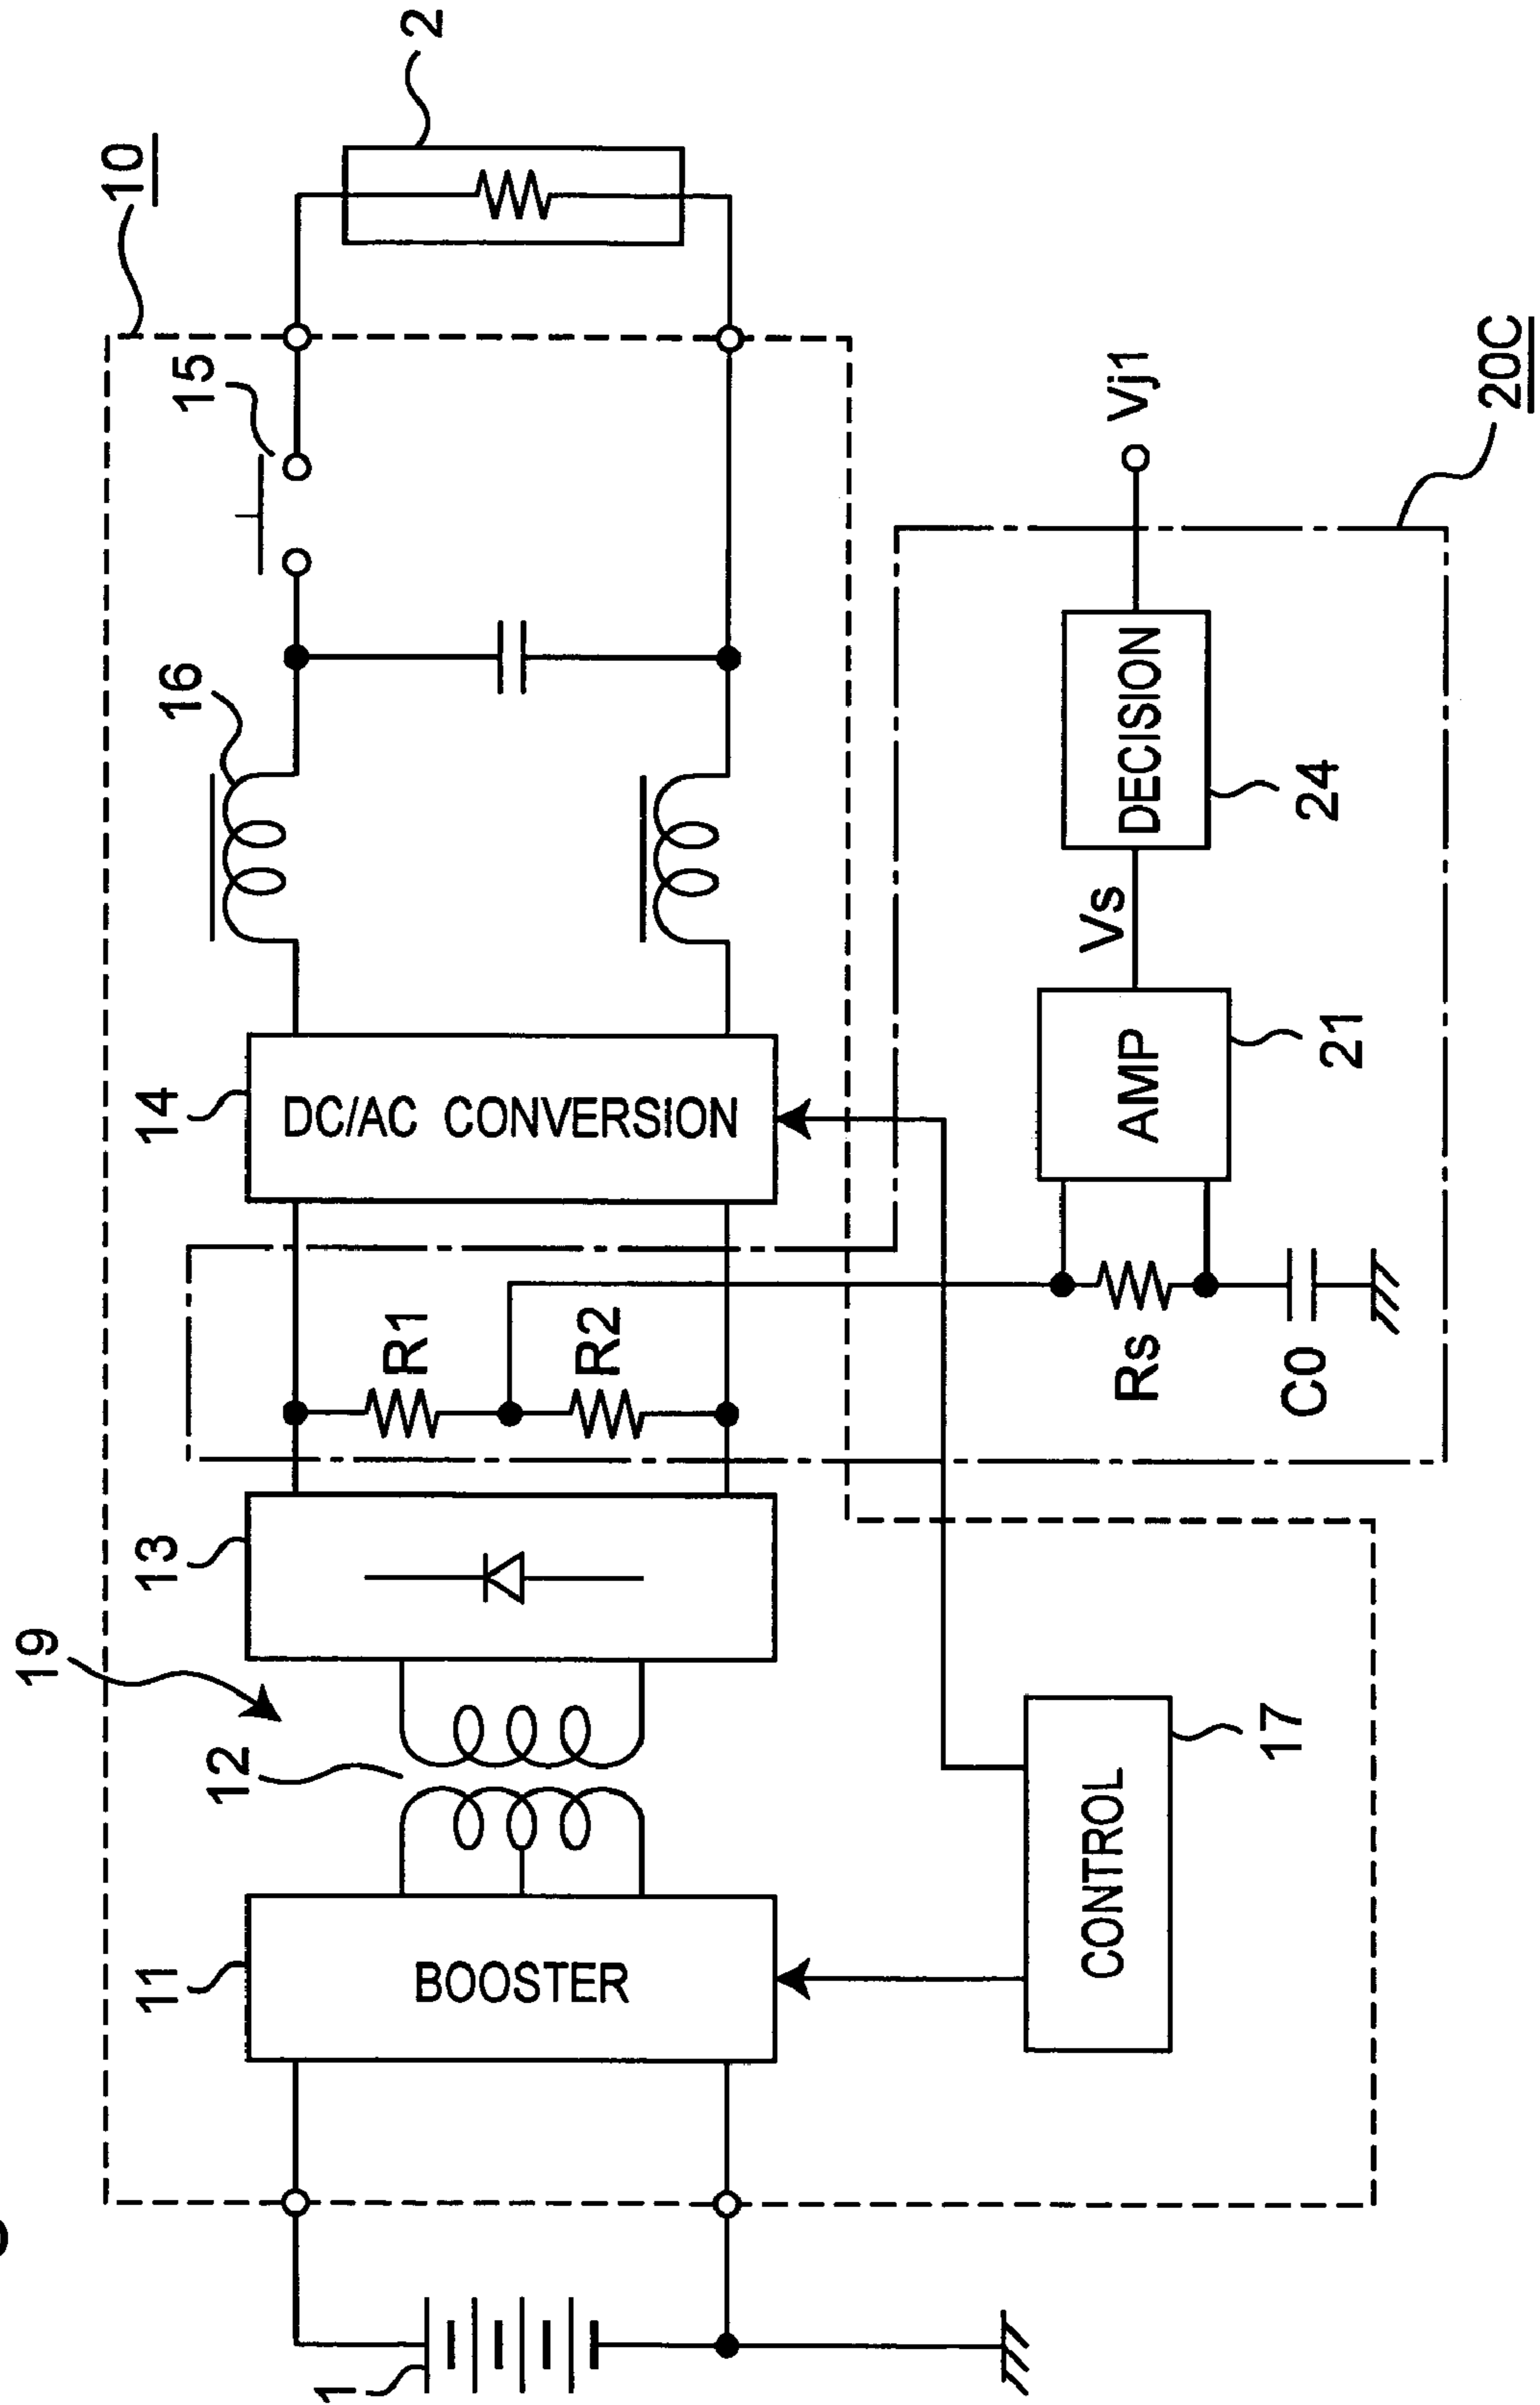 10
2
15
16
14
DC/AC CONVERSION
19
13
12
11
BOOSTER
1
R1
R2
20C
Vj1
DECISION
24
Vs
AMP
21
Rs
C0
CONTROL
17